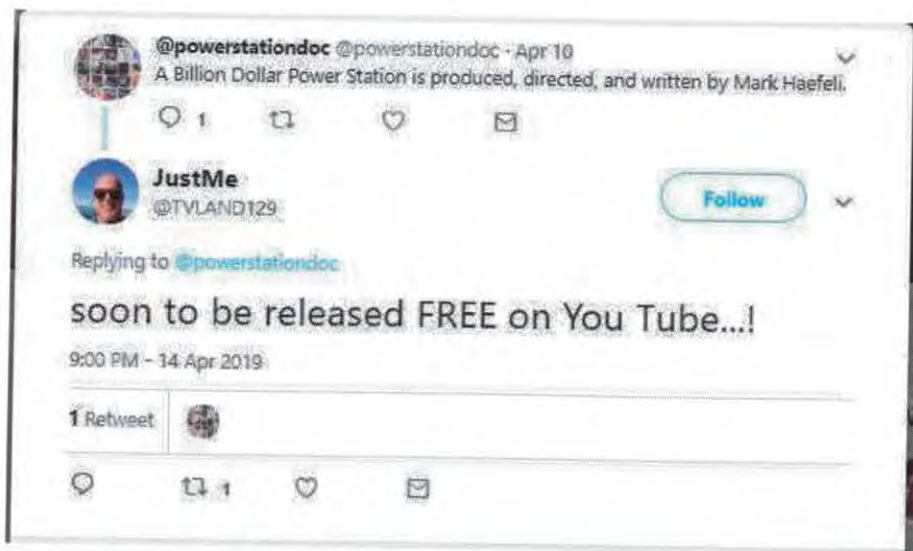 @powerstationdoc @powerstationdoc · Apr 10
A Billion Dollar Power Station is produced, directed, and written by Mark Haefeli.
1
JustMe
@TVLAND129
Follow
Replying to @powerstationdoc
soon to be released FREE on You Tube...!
9:00 PM - 14 Apr 2019
1 Retweet
1